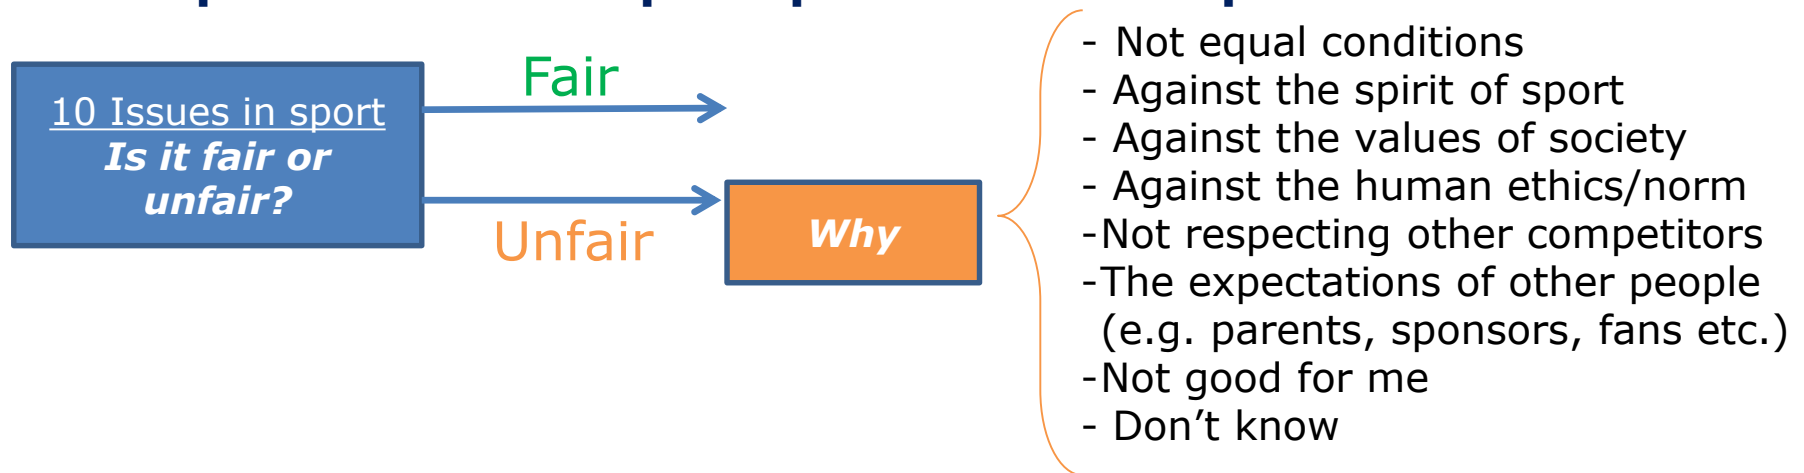 10 Issues in sport
Is it fair or
unfair?
Fair
Unfair
Why
- Not equal conditions
- Against the spirit of sport
- Against the values of society
- Against the human ethics/norm
-Not respecting other competitors
-The expectations of other people
(e.g. parents, sponsors, fans etc.)
-Not good for me
- Don’t know